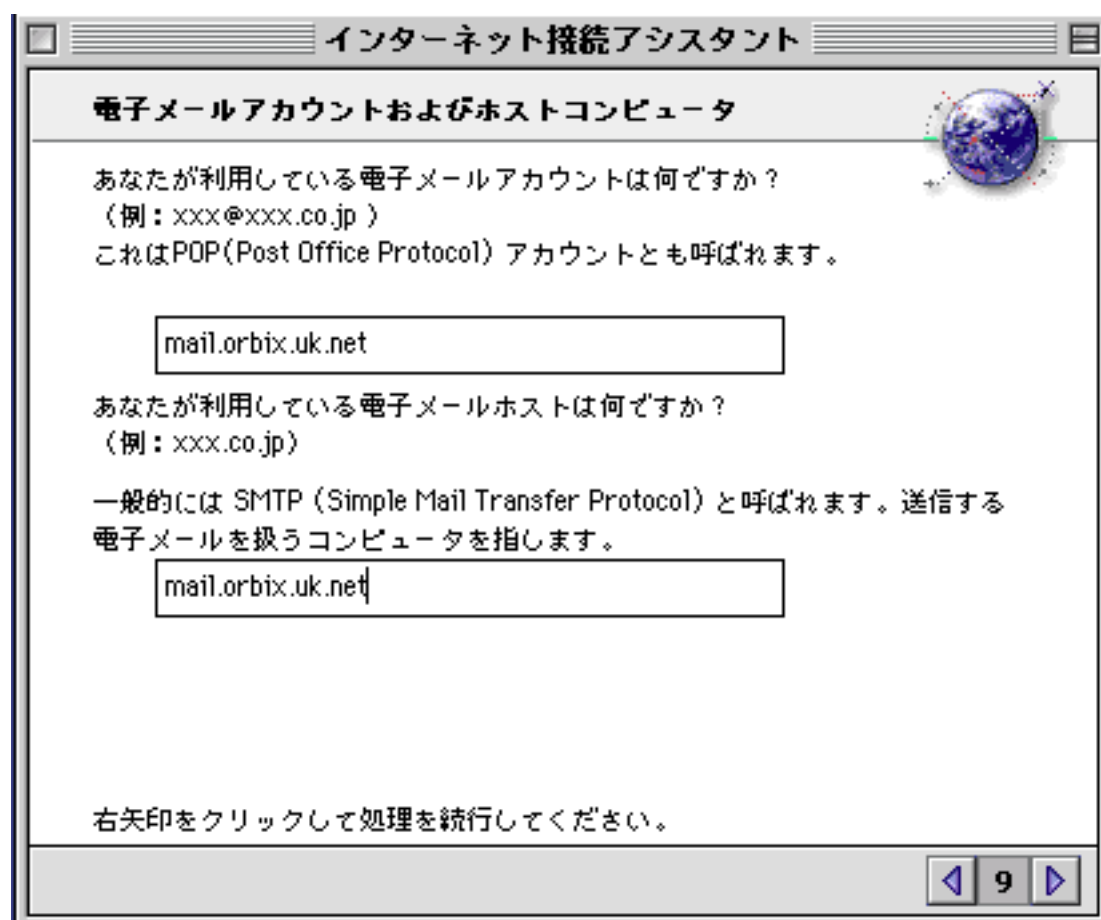 インターネット接続アシスタント
電子メールアカウントおよびホストコンピュータ
あなたが利用している電子メールアカウントは何ですか？
（例：xxx@xxx.co.jp ）
これはPOP(Post Office Protocol) アカウントとも呼ばれます。
mail.orbix.uk.net
あなたが利用している電子メールホストは何ですか？
（例：xxx.co.jp）
一般的には SMTP（Simple Mail Transfer Protocol）と呼ばれます。送信する
電子メールを扱うコンピュータを指します。
mail.orbix.uk.net
右矢印をクリックして処理を続行してください。
9